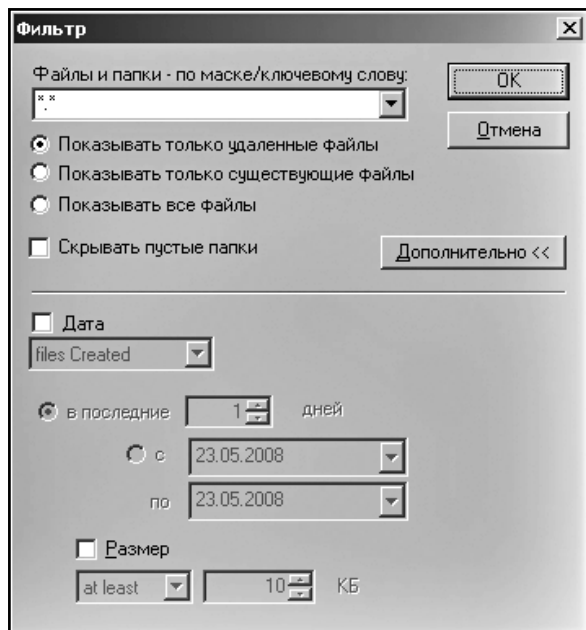 Фильтр
Файлы и папки - по маске/ключевому слову:
*.*
OK
Отмена
Показывать только удаленные файлы
Показывать только существующие файлы
Показывать все файлы
Скрывать пустые папки
Дополнительно <<
Дата
files Created
в последние 1 дней
с 23.05.2008
по 23.05.2008
Размер
at least 10 КБ